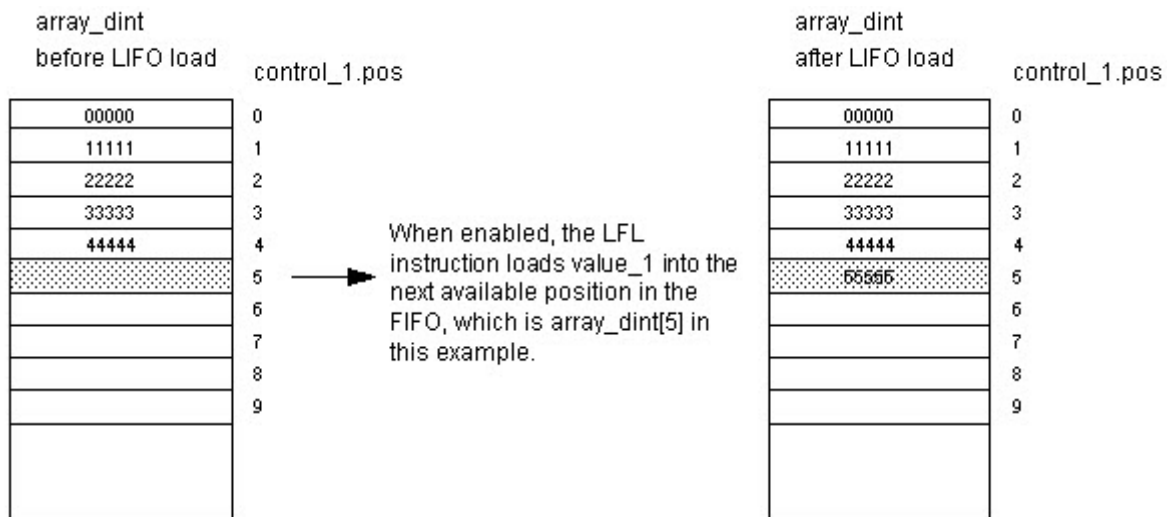 array_dint
before LIFO load
control_1.pos
00000 0
11111 1
22222 2
33333 3
44444 4
5
6
7
8
9
When enabled, the LFL
instruction loads value_1 into the
next available position in the
FIFO, which is array_dint[5] in
this example.
array_dint
after LIFO load
control_1.pos
00000 0
11111 1
22222 2
33333 3
44444 4
55555 5
6
7
8
9